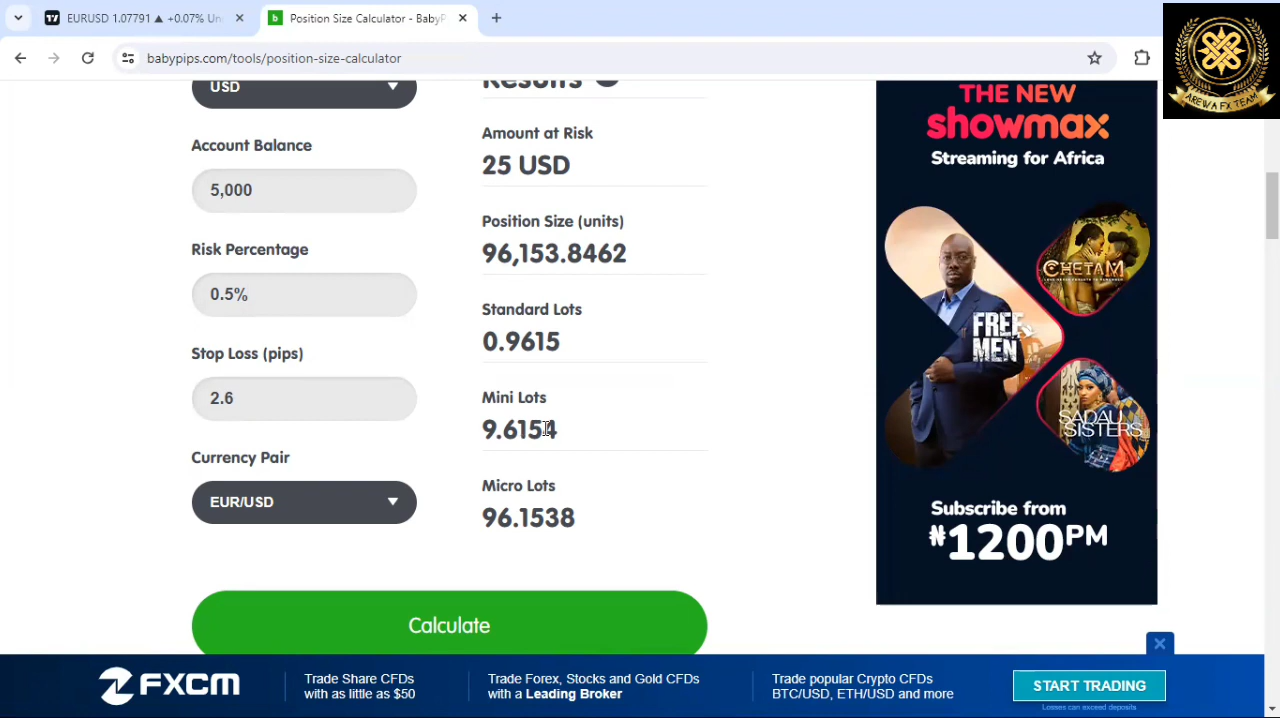 EURUSD 1.07791 ▲ +0.07% Un
Position Size Calculator - BabyP
babypips.com/tools/position-size-calculator
AREWA FX TEAM
USD
Results
Account Balance
5,000
Risk Percentage
0.5%
Stop Loss (pips)
2.6
Currency Pair
EUR/USD
Amount at Risk
25 USD
Position Size (units)
96,153.8462
Standard Lots
0.9615
Mini Lots
9.6154
Micro Lots
96.1538
Calculate
THE NEW
showmax
Streaming for Africa
CHETAM
FREE
MEN
SADAU
SISTERS
Subscribe from
₦1200PM
FXCM
Trade Share CFDs
with as little as $50
Trade Forex, Stocks and Gold CFDs
with a Leading Broker
Trade popular Crypto CFDs
BTC/USD, ETH/USD and more
START TRADING
Losses can exceed deposits